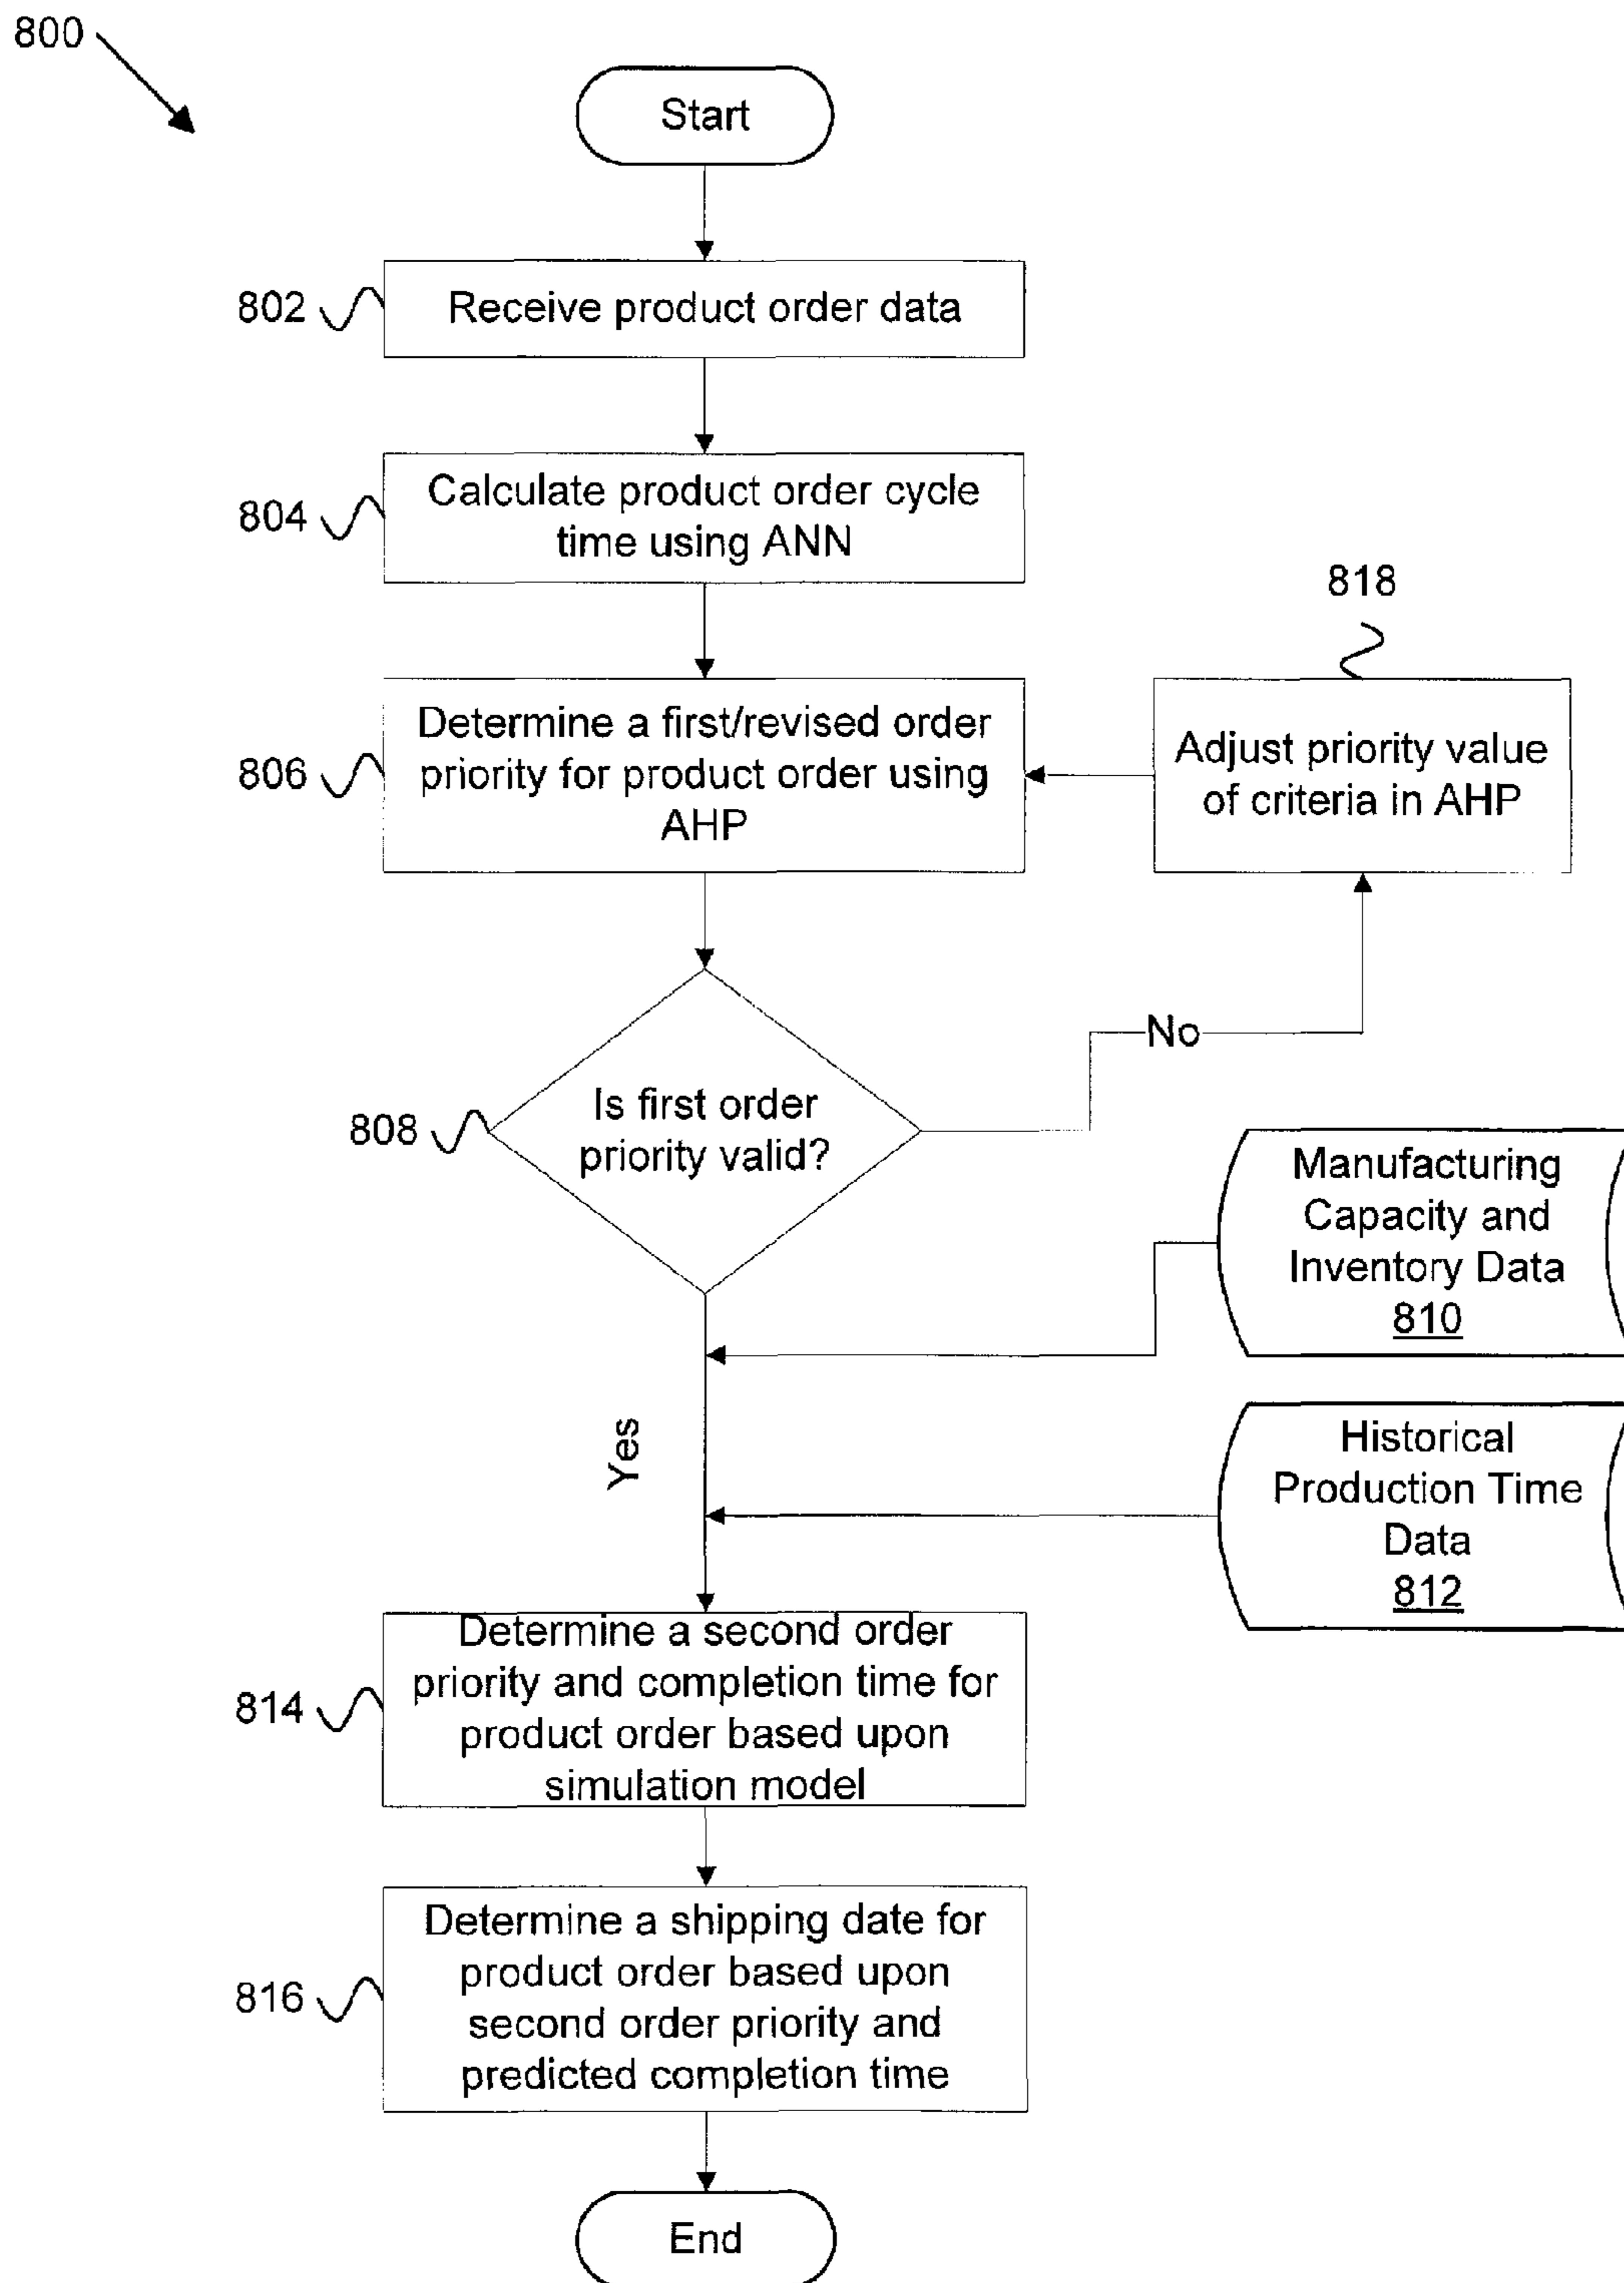 800
Start
802
Receive product order data
804
Calculate product order cycle
time using ANN
818
806
Determine a first/revised order
priority for product order using
AHP
Adjust priority value
of criteria in AHP
No
808
Is first order
priority valid?
Manufacturing
Capacity and
Inventory Data
810
Yes
Historical
Production Time
Data
812
814
Determine a second order
priority and completion time for
product order based upon
simulation model
816
Determine a shipping date for
product order based upon
second order priority and
predicted completion time
End